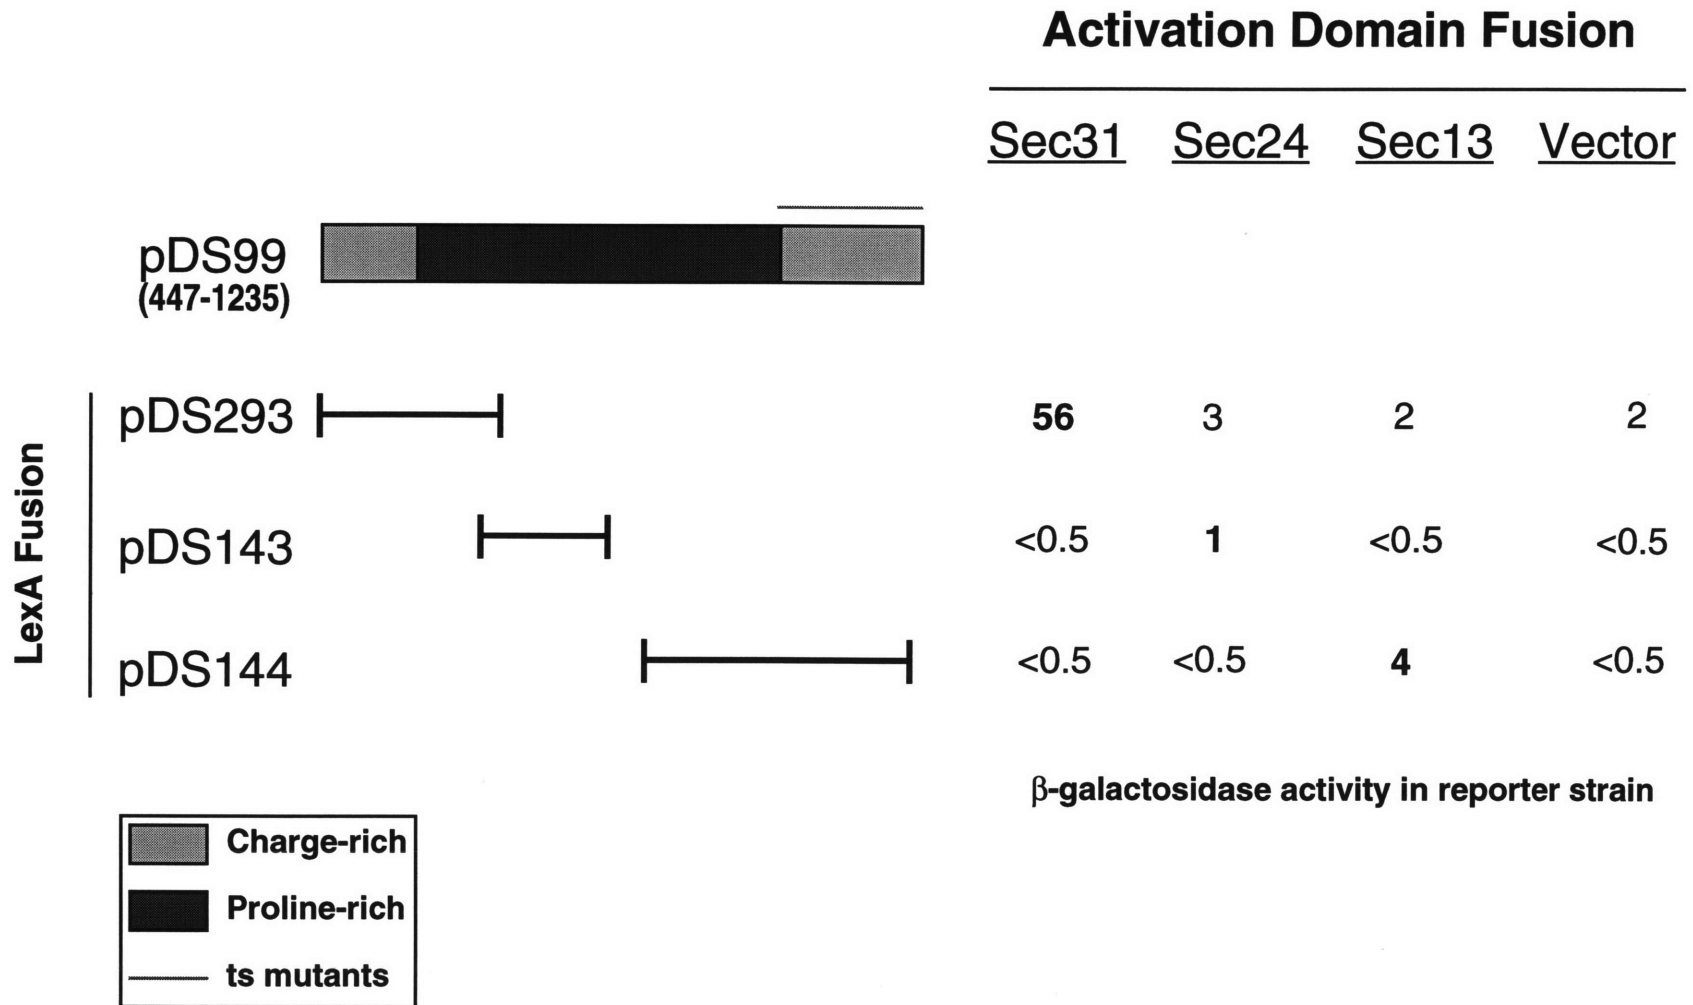 Activation Domain Fusion
Sec31 Sec24 Sec13 Vector
pDS99
(447-1235)
LexA Fusion
pDS293 56 3 2 2
pDS143 <0.5 1 <0.5 <0.5
pDS144 <0.5 <0.5 4 <0.5
β-galactosidase activity in reporter strain
Charge-rich
Proline-rich
ts mutants